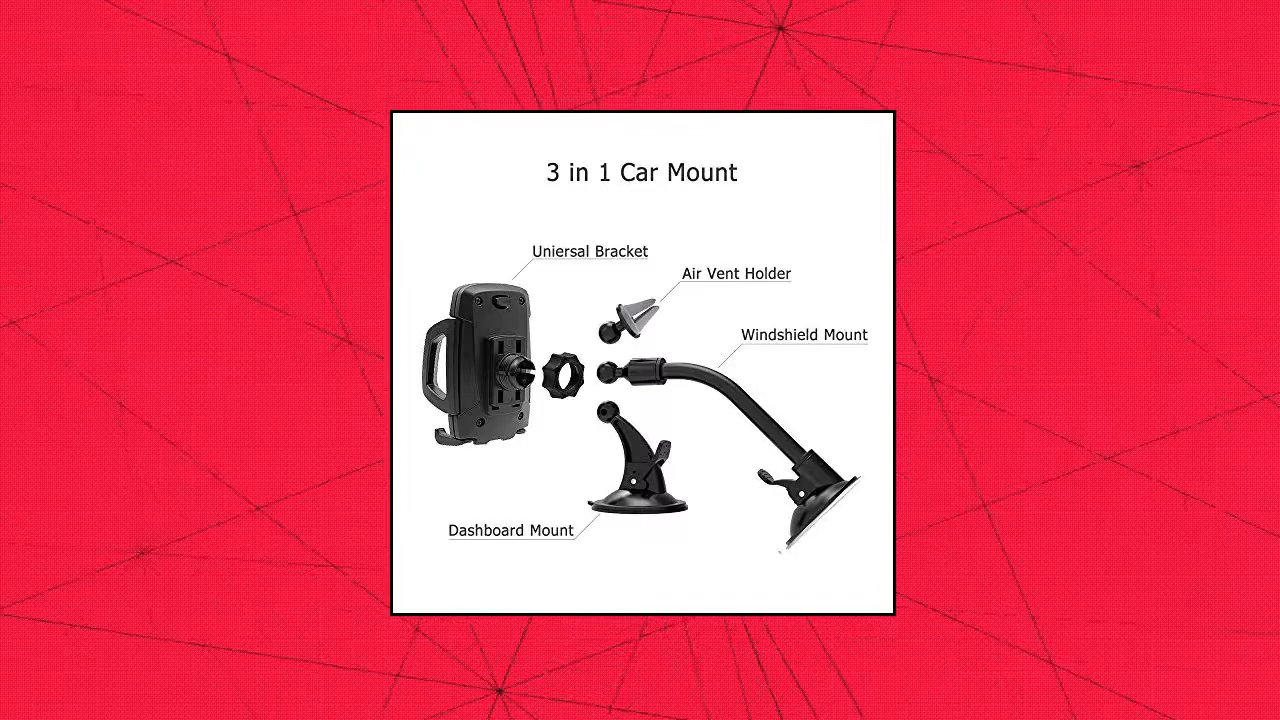 3 in 1 Car Mount
Uniersal Bracket
Air Vent Holder
Windshield Mount
Dashboard Mount